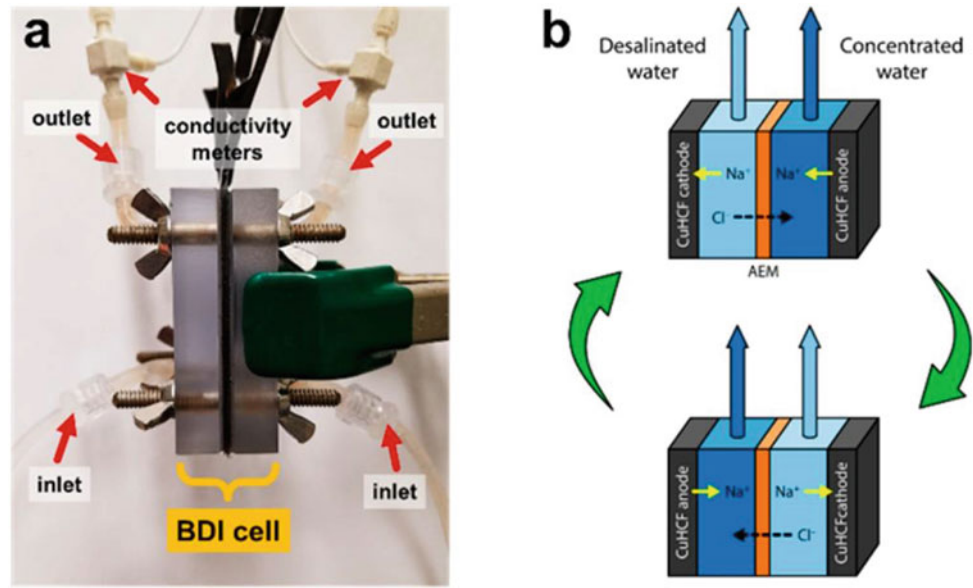 a
outlet
conductivity
meters
outlet
inlet
inlet
BDI cell
b
Desalinated
water
Concentrated
water
CuHCF cathode
Na⁺
Na⁺
CuHCF anode
Cl
AEM
CuHCF anode
Na⁺
Na⁺
CuHCFcathode
Cl⁻